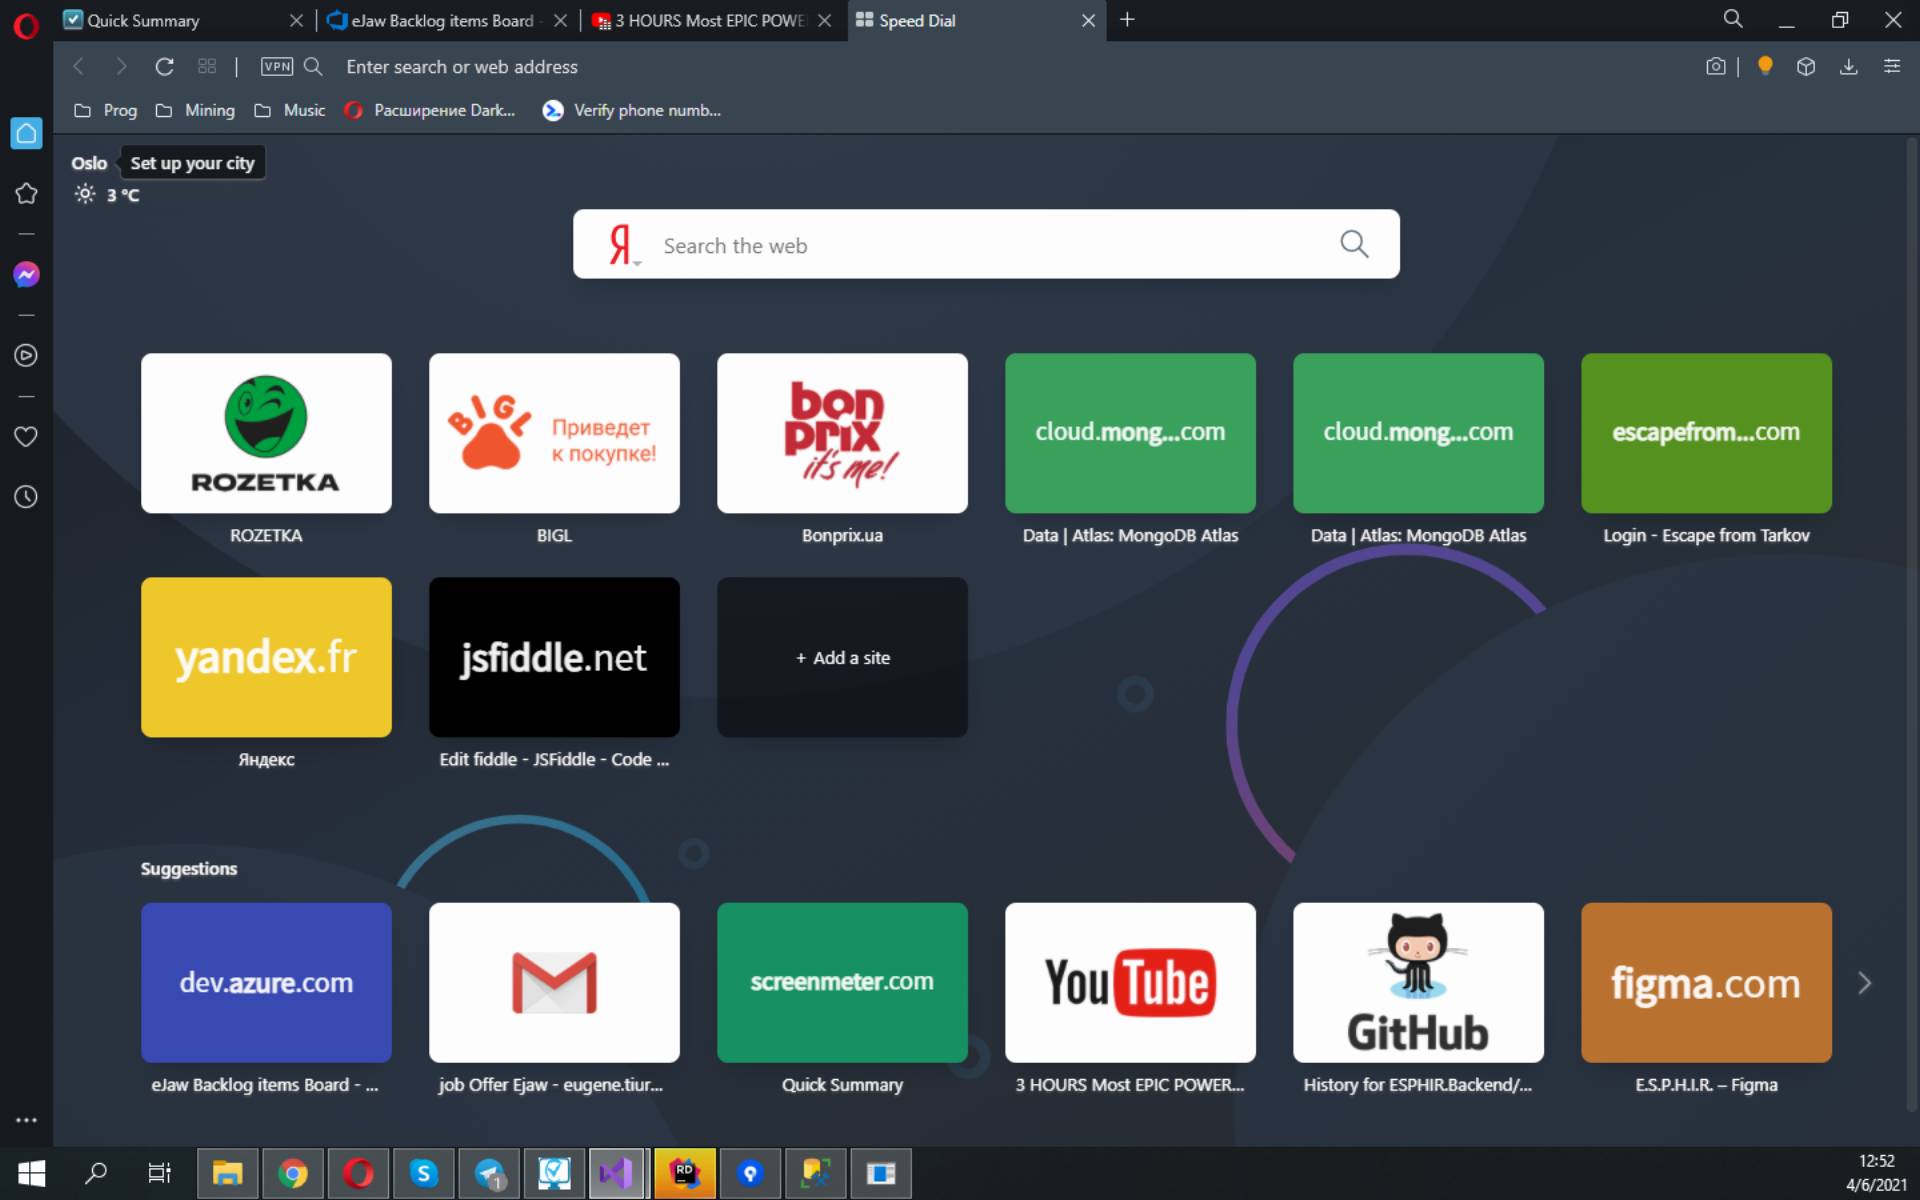 Quick Summary
eJaw Backlog items Board -
3 HOURS Most EPIC POWE
Speed Dial
VPN
Enter search or web address
Prog
Mining
Music
Расширение Dark...
Verify phone numb...
Oslo
Set up your city
3 °C
Я
Search the web
ROZETKA
BIGL
Приведет
к покупке!
bon
prix
it's me!
cloud.mong...com
cloud.mong...com
escapefrom...com
ROZETKA
BIGL
Bonprix.ua
Data | Atlas: MongoDB Atlas
Data | Atlas: MongoDB Atlas
Login - Escape from Tarkov
yandex.fr
jsfiddle.net
+ Add a site
Яндекс
Edit fiddle - JSFiddle - Code ...
Suggestions
dev.azure.com
screenmeter.com
YouTube
GitHub
figma.com
eJaw Backlog items Board - ...
job Offer Ejaw - eugene.tiur...
Quick Summary
3 HOURS Most EPIC POWER...
History for ESPHIR.Backend/...
E.S.P.H.I.R. – Figma
S
1
RD
12:52
4/6/2021